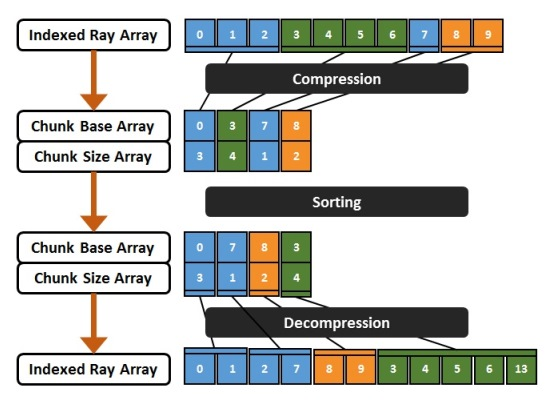 Indexed Ray Array 0 1 2 3 4 5 6 7 8 9
Compression
Chunk Base Array 0 3 7 8
Chunk Size Array 3 4 1 2
Sorting
Chunk Base Array 0 7 8 3
Chunk Size Array 3 1 2 4
Decompression
Indexed Ray Array 0 1 2 7 8 9 3 4 5 6 13